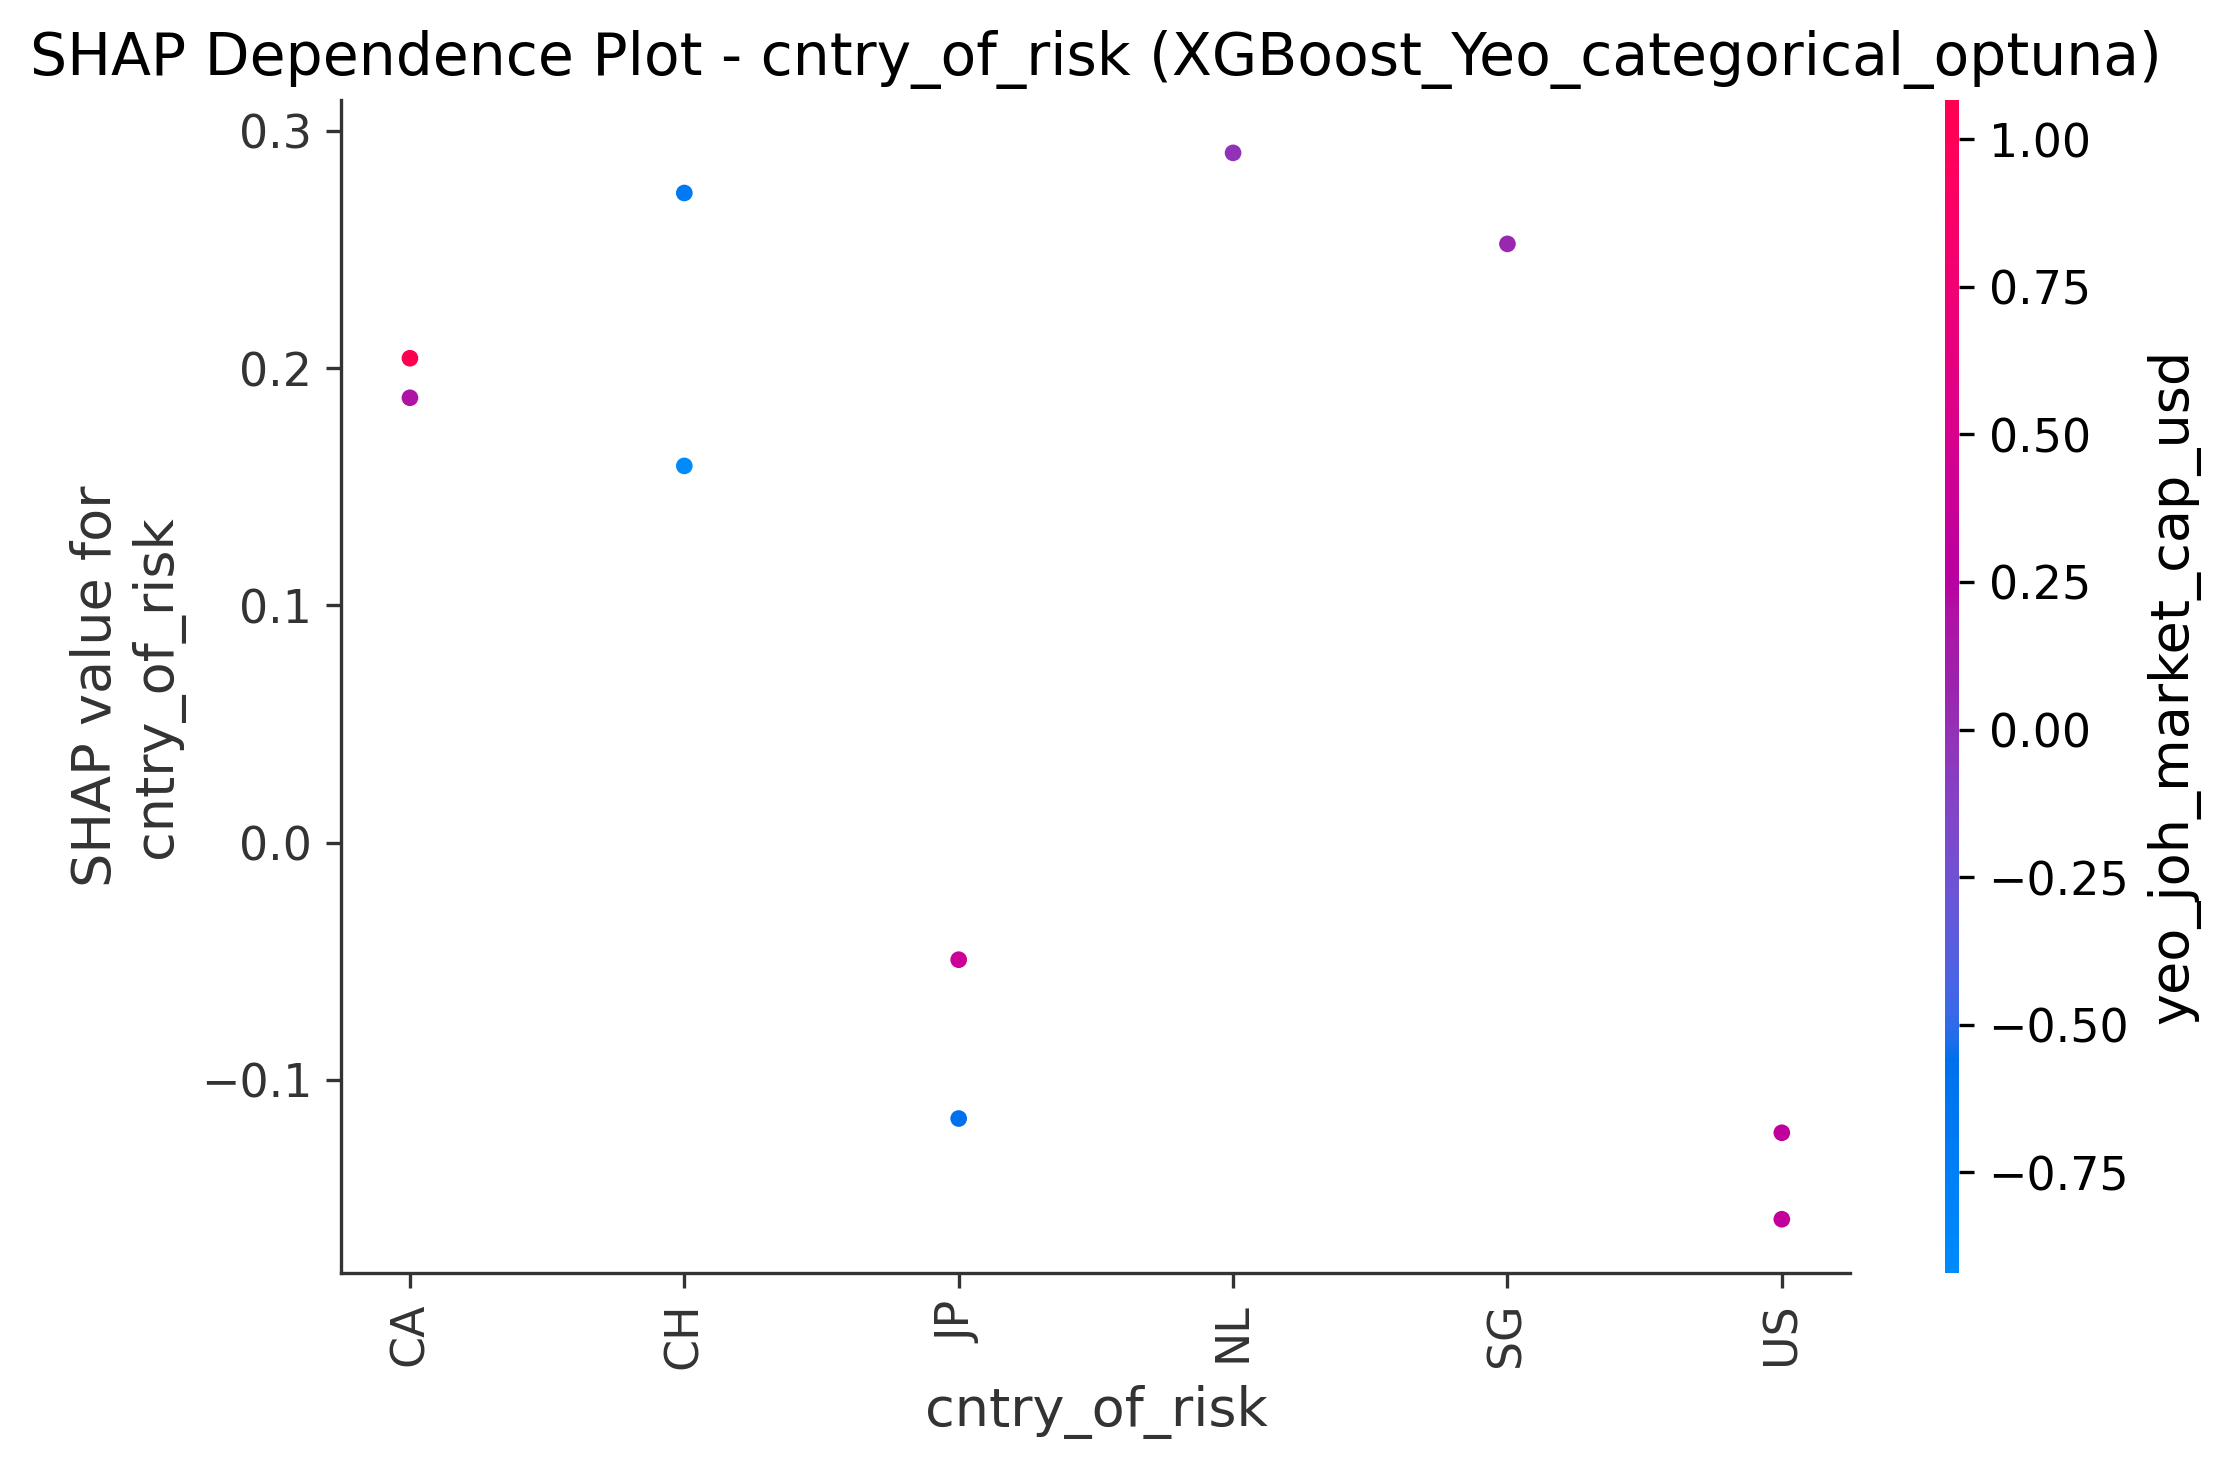 SHAP Dependence Plot - cntry_of_risk (XGBoost_Yeo_categorical_optuna)
SHAP value for
cntry_of_risk
0.3
0.2
0.1
0.0
−0.1
CA
CH
JP
NL
SG
US
cntry_of_risk
1.00
0.75
0.50
0.25
0.00
−0.25
−0.50
−0.75
yeo_joh_market_cap_usd